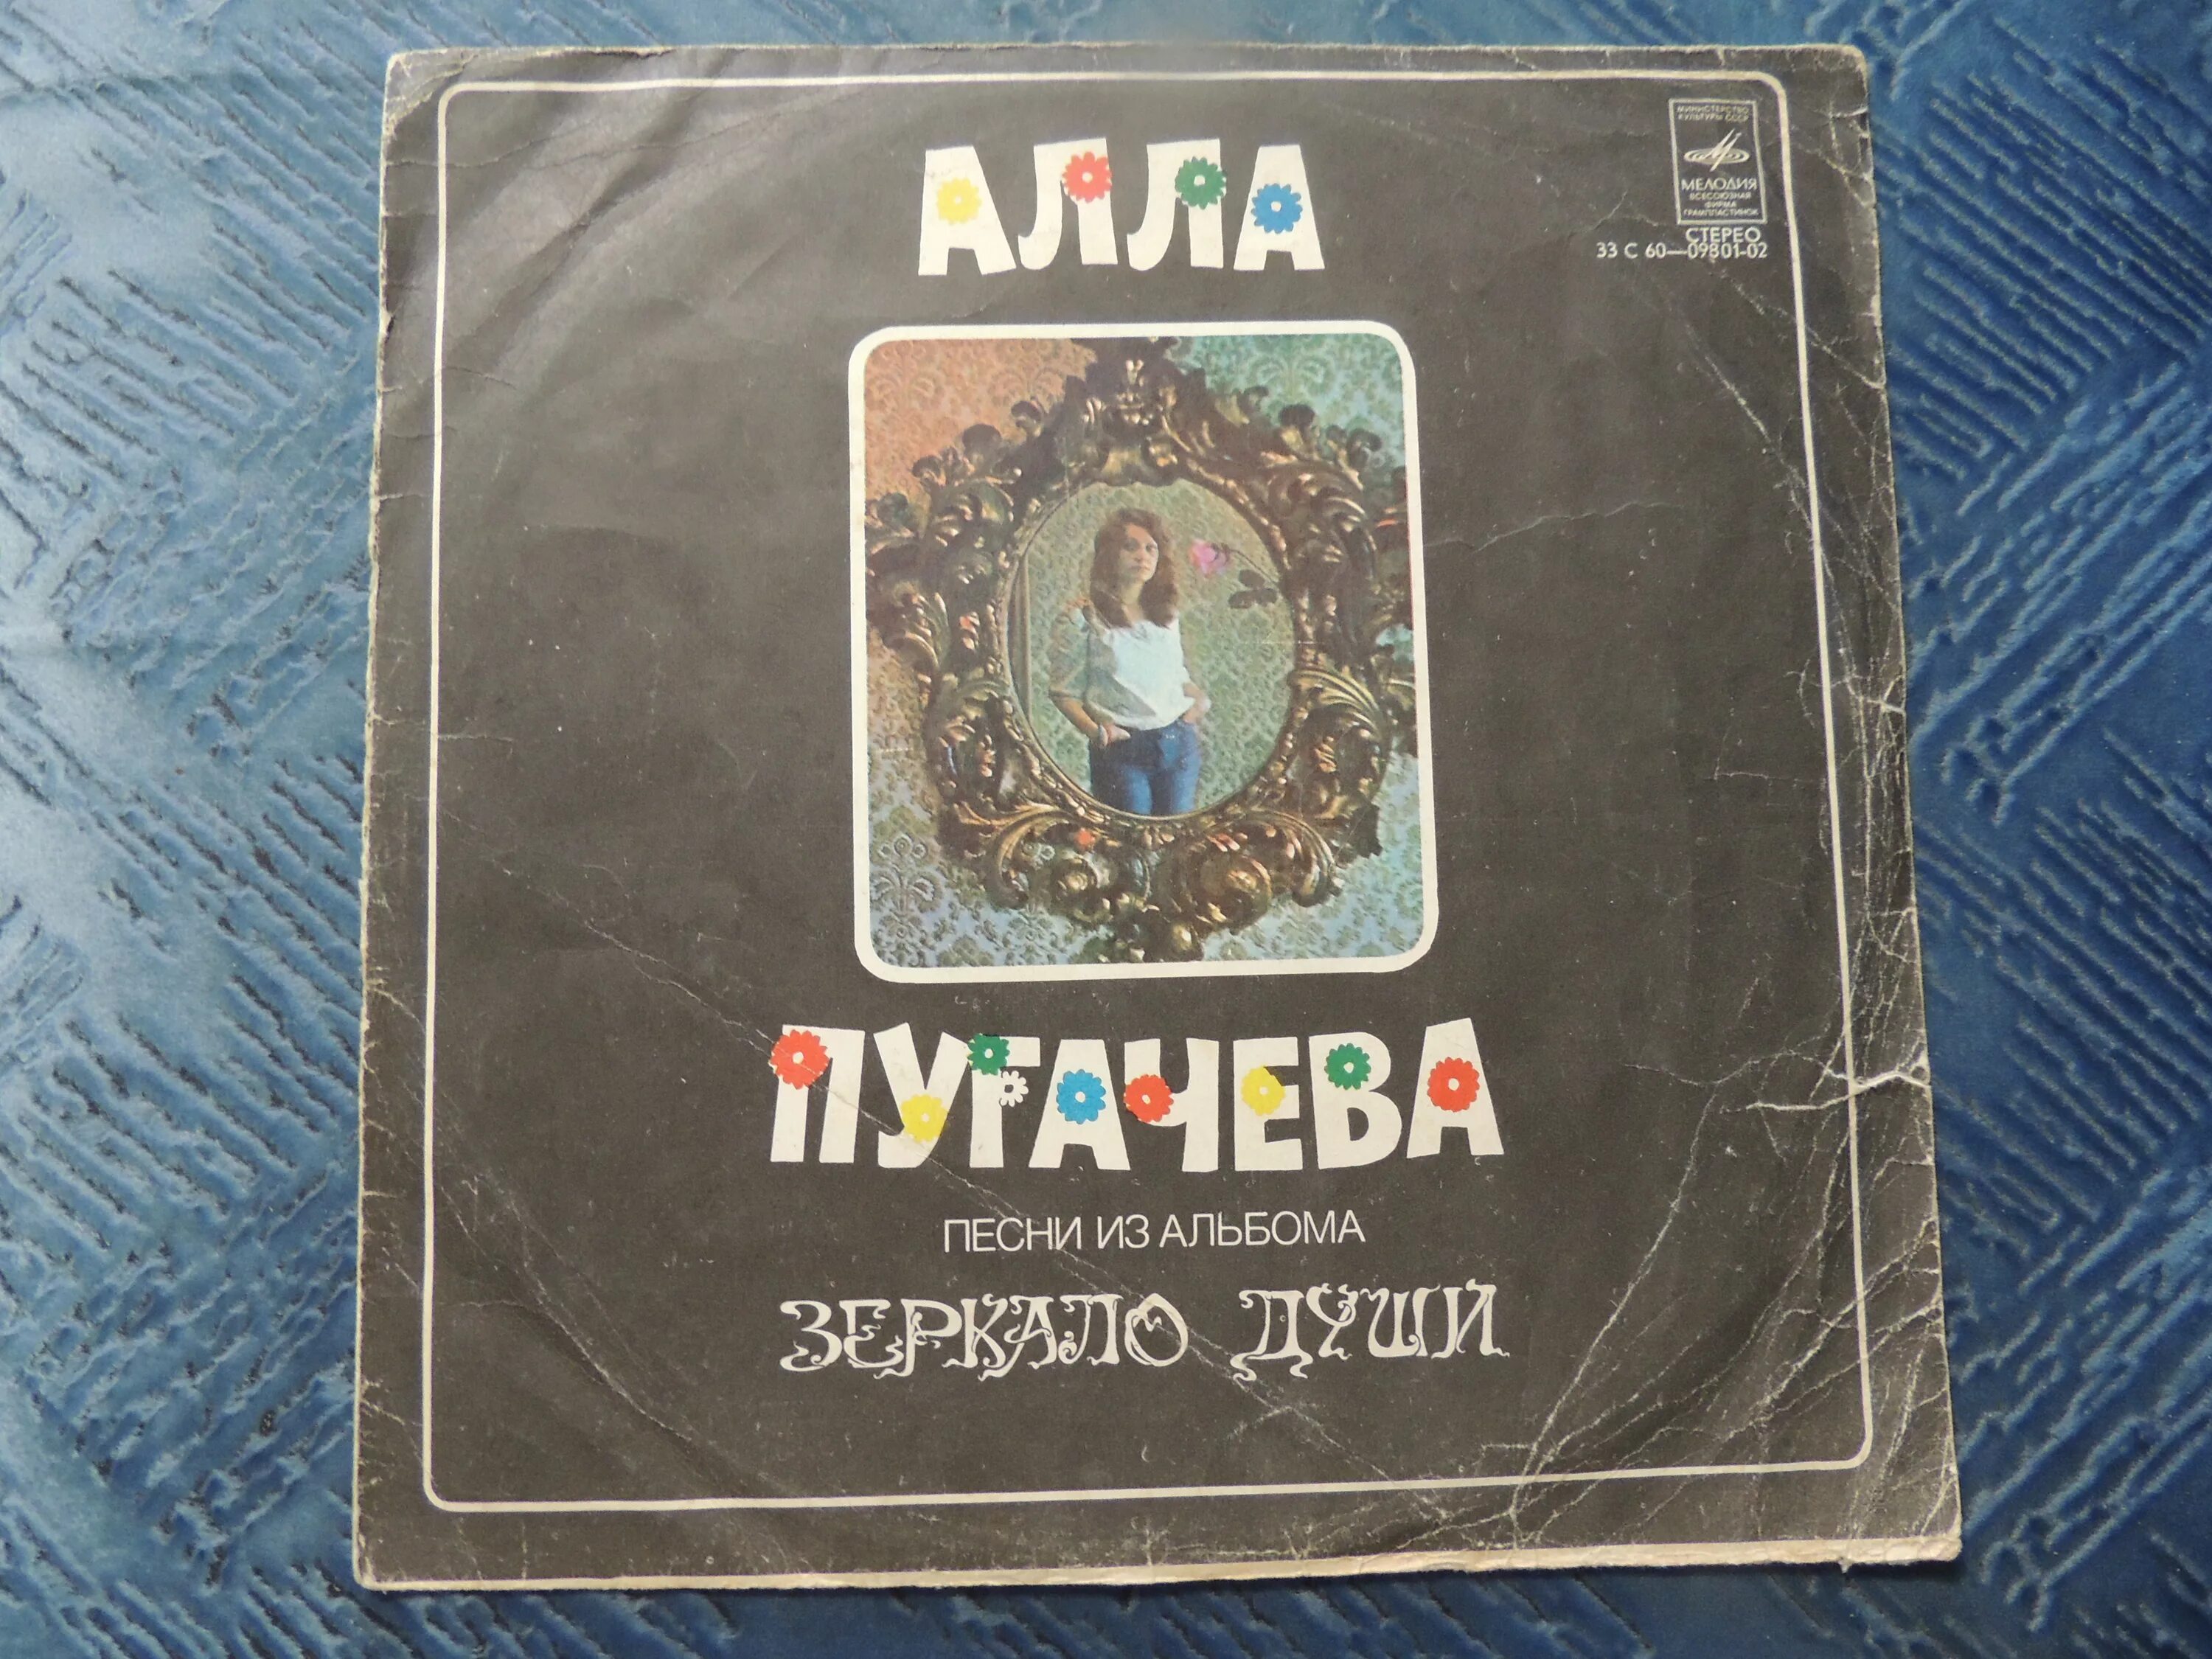 АЛЛА
МИНИСТЕРСТВО
КУЛЬТУРЫ СССР
МЕЛОДИЯ
ВСЕСОЮЗНАЯ
ФИРМА
ГРАМПЛАСТИНОК
СТЕРЕО
33 С 60—09801-02
ПУГАЧЕВА
ПЕСНИ ИЗ АЛЬБОМА
ЗЕРКАЛО ДУШИ